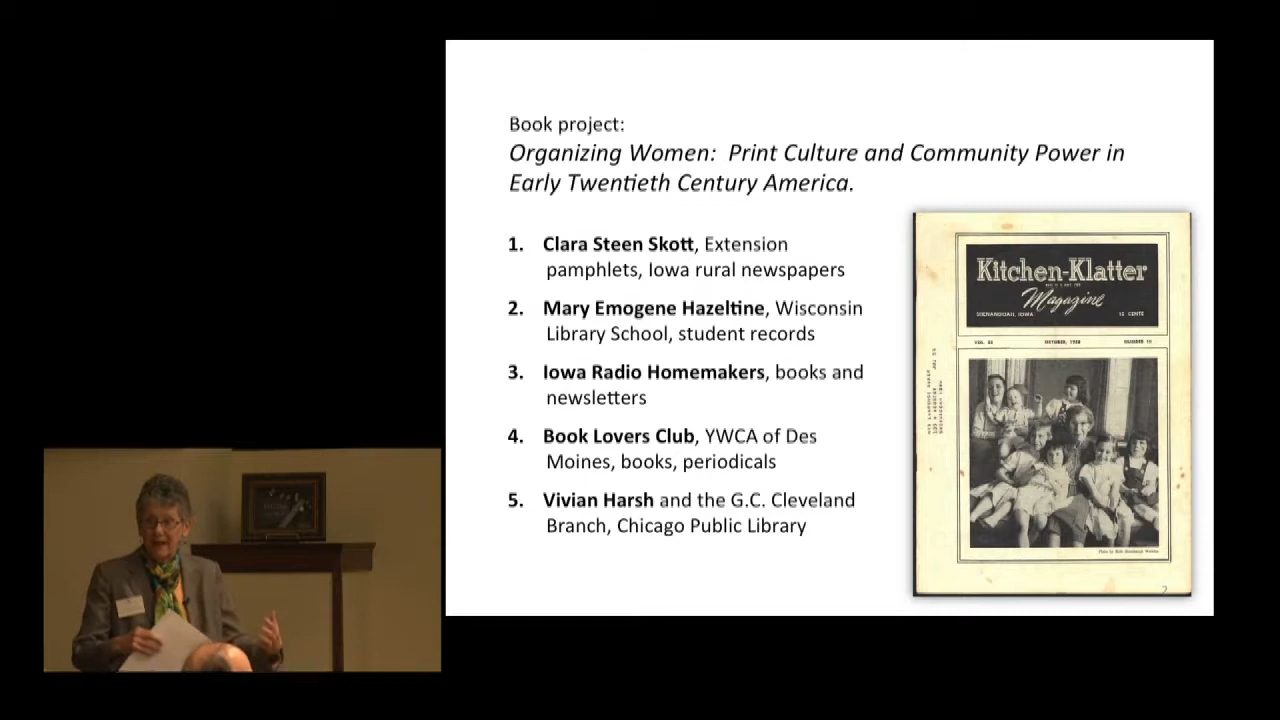 Book project:
Organizing Women: Print Culture and Community Power in
Early Twentieth Century America.
1. Clara Steen Skott, Extension
pamphlets, Iowa rural newspapers
2. Mary Emogene Hazeltine, Wisconsin
Library School, student records
3. Iowa Radio Homemakers, books and
newsletters
4. Book Lovers Club, YWCA of Des
Moines, books, periodicals
5. Vivian Harsh and the G.C. Cleveland
Branch, Chicago Public Library
Kitchen-Klatter
Magazine
SHENANDOAH, IOWA
OCTOBER, 1958
2